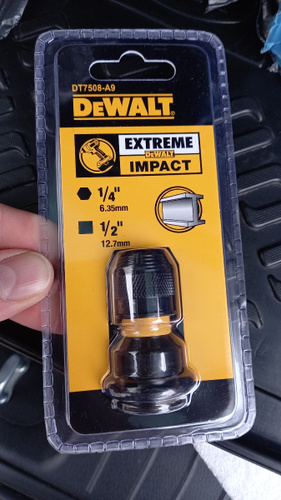 DT7508-A9
DEWALT
EXTREME
DEWALT
IMPACT
1/4"
6.35mm
1/2"
12.7mm